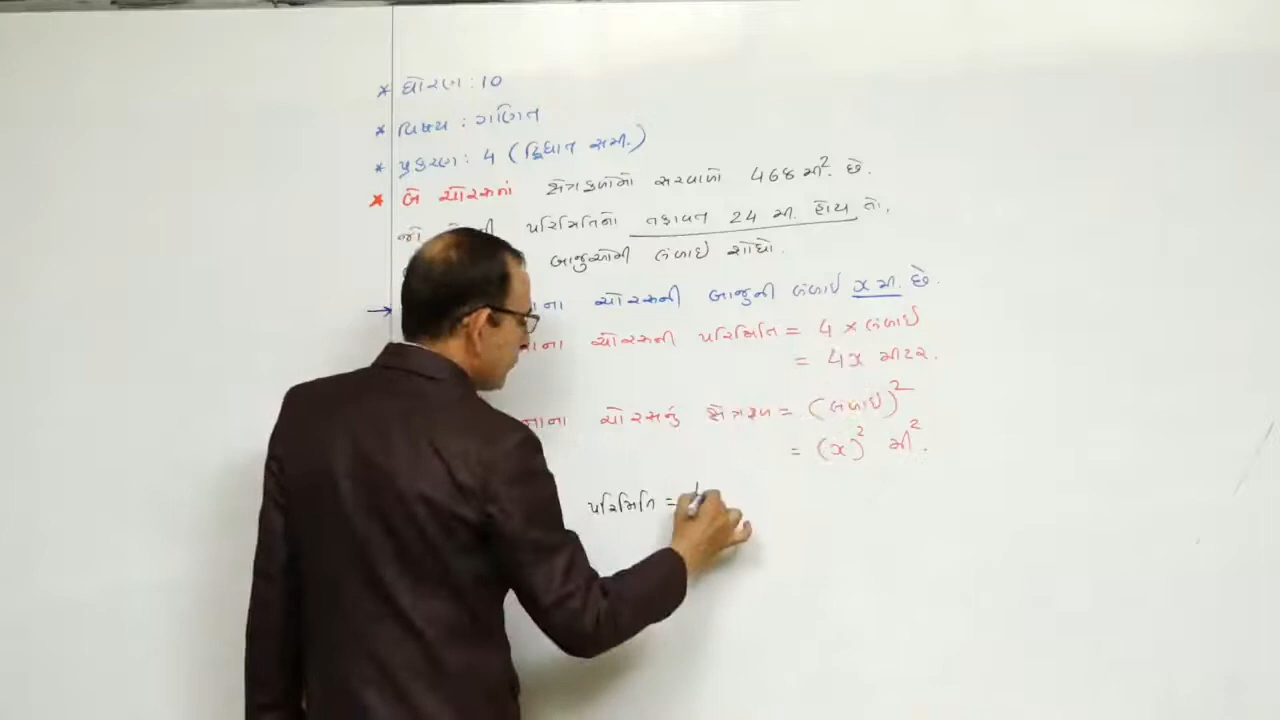 * ધોરણ : 10
* વિષય : ગણિત
* પ્રકરણ : 4 (દ્વિઘાત સમી.)
* બે ચોરસનાં ક્ષેત્રફળોનો સરવાળો 468 મી². છે.
જો પરિમિતિનો તફાવત 24 મી. હોય તો,
બાજુઓની લંબાઈ શોધો.
→ નાના ચોરસની બાજુની લંબાઈ x મી. છે.
નાના ચોરસની પરિમિતિ = 4 × લંબાઈ
= 4x મીટર.
નાના ચોરસનું ક્ષેત્રફળ = (લંબાઈ)²
= (x)² મી².
પરિમિતિ =